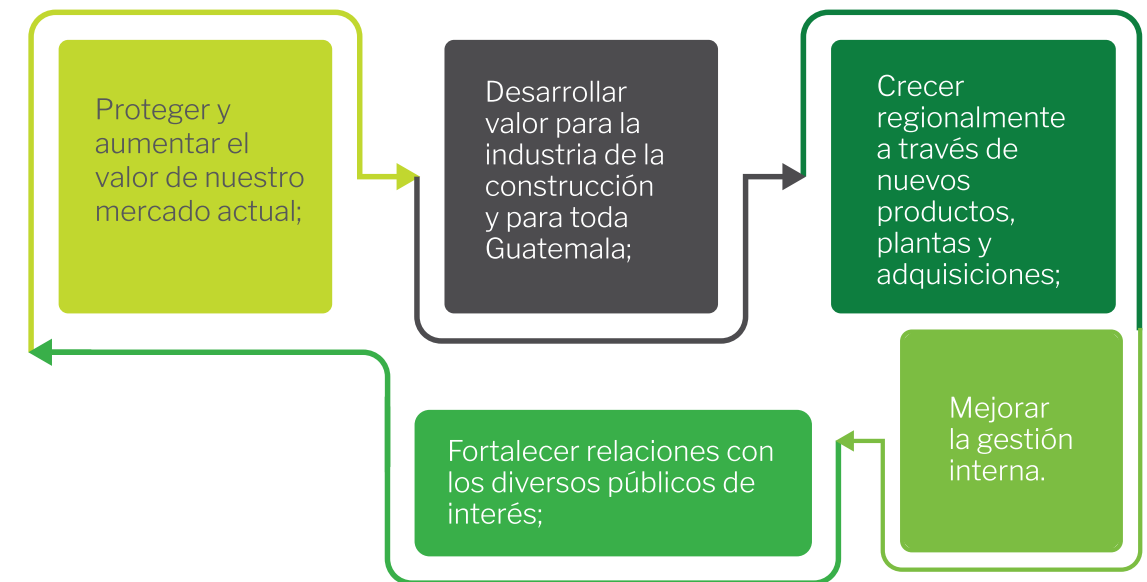 Proteger y
aumentar el
valor de nuestro
mercado actual;
Desarrollar
valor para la
industria de la
construcción
y para toda
Guatemala;
Crecer
regionalmente
a través de
nuevos
productos,
plantas y
adquisiciones;
Mejorar
la gestión
interna.
Fortalecer relaciones con
los diversos públicos de
interés;